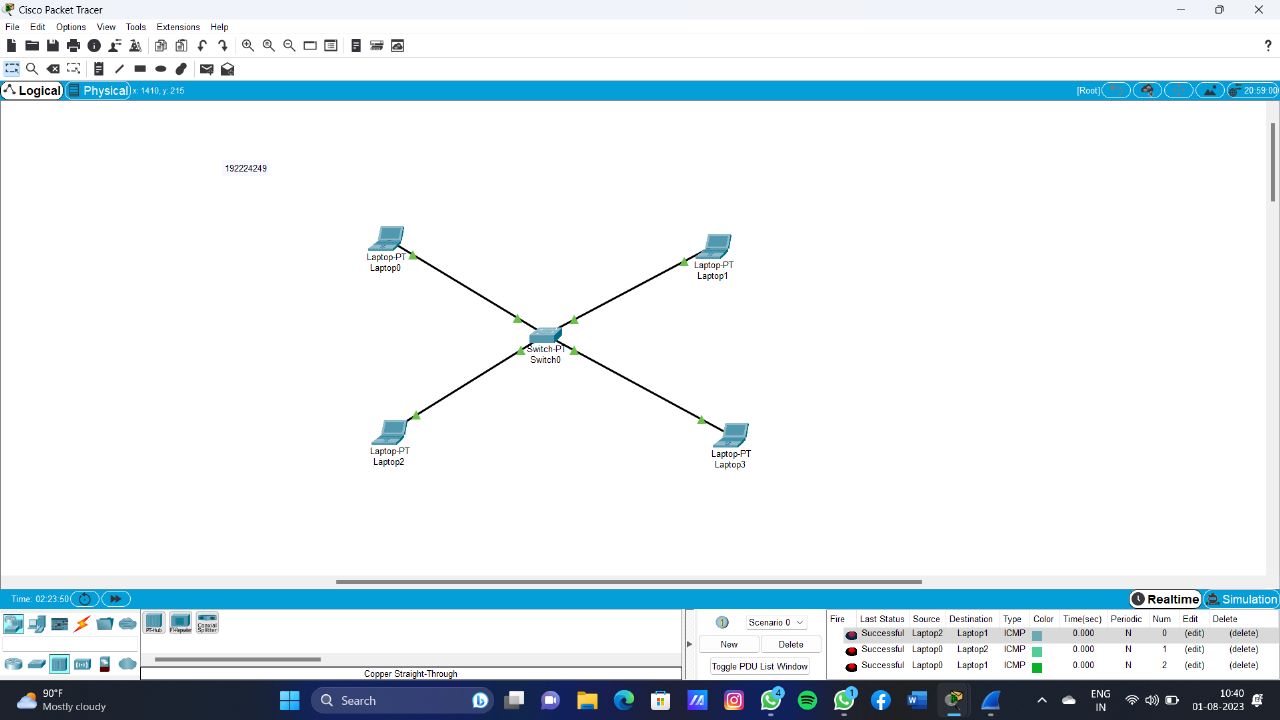 Cisco Packet Tracer
File Edit Options View Tools Extensions Help
?
Logical Physical x: 1410, y: 215 [Root] 20:59:00
192224249
Laptop-PT
Laptop0
Laptop-PT
Laptop1
Switch-PT
Switch0
Laptop-PT
Laptop2
Laptop-PT
Laptop3
Time: 02:23:50 Realtime Simulation
PT-Hub Coaxial Splitter
Copper Straight-Through
Scenario 0
New Delete
Toggle PDU List Window
Fire Last Status Source Destination Type Color Time(sec) Periodic Num Edit Delete
Successful Laptop2 Laptop1 ICMP 0.000 N 0 (edit) (delete)
Successful Laptop0 Laptop2 ICMP 0.000 N 1 (edit) (delete)
Successful Laptop0 Laptop1 ICMP 0.000 N 2 (edit) (delete)
90°F
Mostly cloudy
Search
4
1
ENG
IN
10:40
01-08-2023